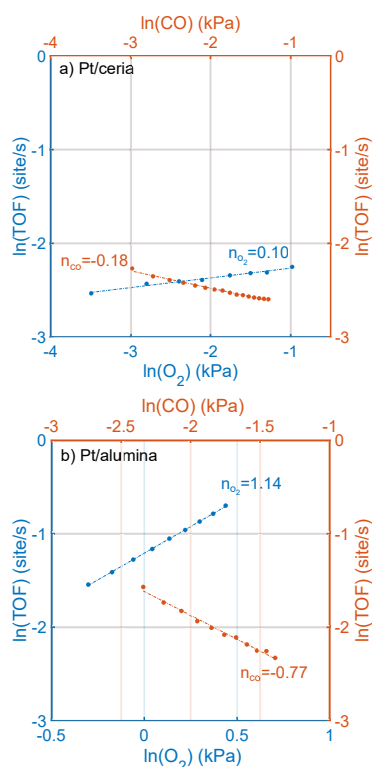 ln(CO) (kPa)
-4 -3 -2 -1
0 a) Pt/ceria 0
ln(TOF) (site/s) ln(TOF) (site/s)
-1 -1
-2 -2
n_O₂=0.10
n_CO=-0.18
-3 -3
-4 -3 -2 -1
ln(O₂) (kPa)
ln(CO) (kPa)
-3 -2.5 -2 -1.5 -1
0 b) Pt/alumina 0
n_O₂=1.14
ln(TOF) (site/s) ln(TOF) (site/s)
-1 -1
-2 -2
n_CO=-0.77
-3 -3
-0.5 0 0.5 1
ln(O₂) (kPa)